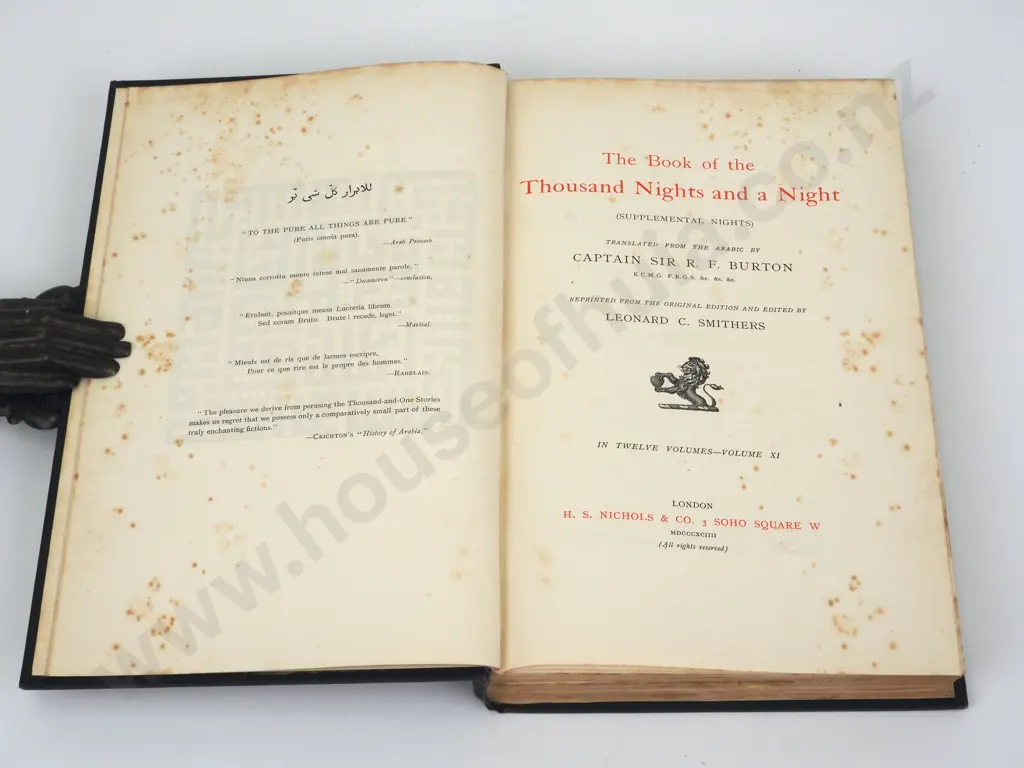 للابرار كلّ شي تبر
"TO THE PURE ALL THINGS ARE PURE"
(Puris omnia pura).
—Arab Proverb.
"Niuna corrotta mente intese mai sanamente parole."
—"Decameron"—conclusion.
"Erubuit, posuitque meum Lucretia librum
Sed coram Bruto. Brute! recede, leget."
—Martial.
"Mieulx est de ris que de larmes escripre,
Pour ce que rire est le propre des hommes."
—RABELAIS.
"The pleasure we derive from perusing the Thousand-and-One Stories
makes us regret that we possess only a comparatively small part of these
truly enchanting fictions."
—CRICHTON'S "History of Arabia."
The Book of the
Thousand Nights and a Night
(SUPPLEMENTAL NIGHTS)
TRANSLATED FROM THE ARABIC BY
CAPTAIN SIR R. F. BURTON
K.C.M.G. F.R.G.S. &c. &c. &c.
REPRINTED FROM THE ORIGINAL EDITION AND EDITED BY
LEONARD C. SMITHERS
IN TWELVE VOLUMES—VOLUME XI
LONDON
H. S. NICHOLS & CO. 3 SOHO SQUARE W
MDCCCXCIIII
(All rights reserved)
www.houseofhuia.co.nz